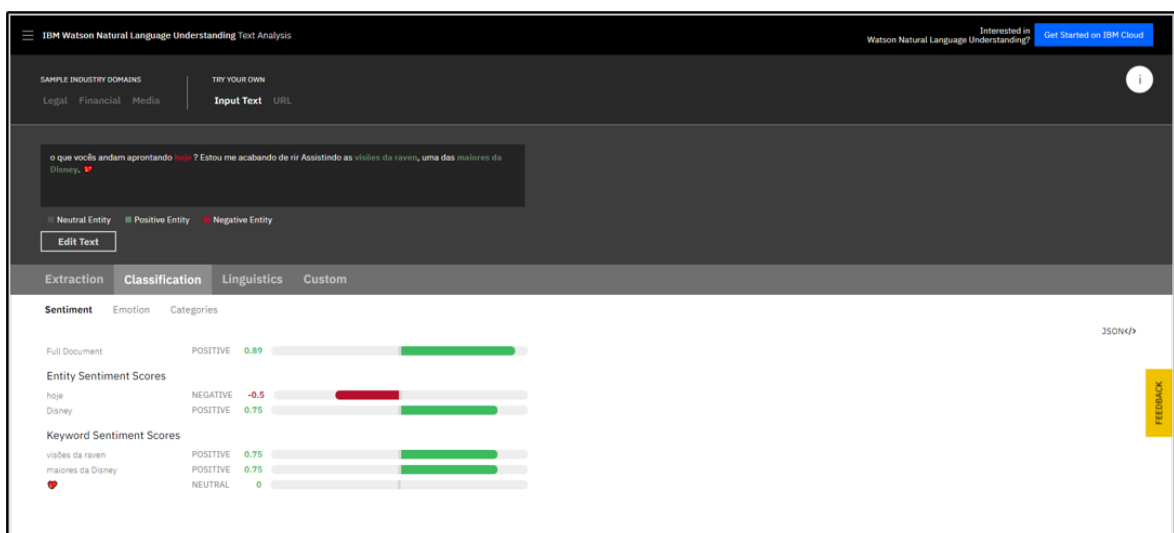 IBM Watson Natural Language Understanding Text Analysis
Interested in
Watson Natural Language Understanding?
Get Started on IBM Cloud
SAMPLE INDUSTRY DOMAINS
TRY YOUR OWN
Legal Financial Media
Input Text URL
i
o que vocês andam aprontando hoje ? Estou me acabando de rir Assistindo as visões da raven, uma das maiores da
Disney. 💔
Neutral Entity Positive Entity Negative Entity
Edit Text
Extraction Classification Linguistics Custom
Sentiment Emotion Categories
JSON</>
Full Document POSITIVE 0.89
Entity Sentiment Scores
hoje NEGATIVE -0.5
Disney POSITIVE 0.75
Keyword Sentiment Scores
visões da raven POSITIVE 0.75
maiores da Disney POSITIVE 0.75
💔 NEUTRAL 0
FEEDBACK